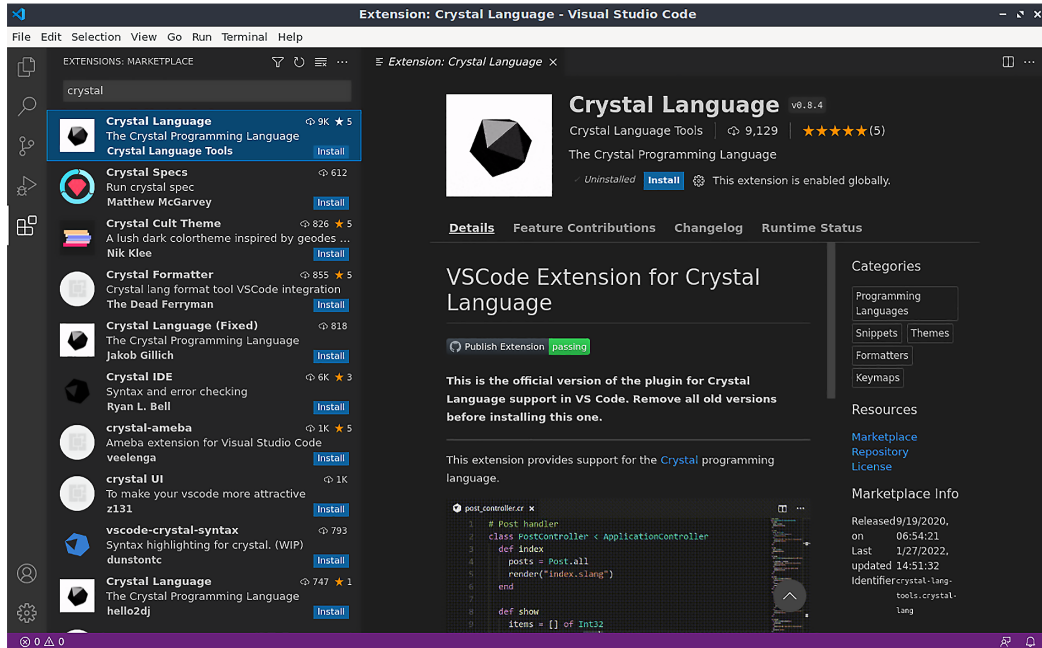 Extension: Crystal Language - Visual Studio Code
File Edit Selection View Go Run Terminal Help
EXTENSIONS: MARKETPLACE
crystal
Crystal Language 9K ★ 5
The Crystal Programming Language
Crystal Language Tools Install
Crystal Specs 612
Run crystal spec
Matthew McGarvey Install
Crystal Cult Theme 826 ★ 5
A lush dark colortheme inspired by geodes ...
Nik Klee Install
Crystal Formatter 855 ★ 5
Crystal lang format tool VSCode integration
The Dead Ferryman Install
Crystal Language (Fixed) 818
The Crystal Programming Language
Jakob Gillich Install
Crystal IDE 6K ★ 3
Syntax and error checking
Ryan L. Bell Install
crystal-ameba 1K ★ 5
Ameba extension for Visual Studio Code
veelenga Install
crystal UI 1K
To make your vscode more attractive
z131 Install
vscode-crystal-syntax 793
Syntax highlighting for crystal. (WIP)
dunstontc Install
Crystal Language 747 ★ 1
The Crystal Programming Language
hello2dj Install
Extension: Crystal Language
Crystal Language v0.8.4
Crystal Language Tools 9,129 ★★★★★(5)
The Crystal Programming Language
Uninstalled Install This extension is enabled globally.
Details Feature Contributions Changelog Runtime Status
VSCode Extension for Crystal
Language
Publish Extension passing
This is the official version of the plugin for Crystal
Language support in VS Code. Remove all old versions
before installing this one.
This extension provides support for the Crystal programming
language.
post_controller.cr
1 # Post handler
2 class PostController < ApplicationController
3 def index
4 posts = Post.all
5 render("index.slang")
6 end
7
8 def show
9 items = [] of Int32
Categories
Programming
Languages
Snippets Themes
Formatters
Keymaps
Resources
Marketplace
Repository
License
Marketplace Info
Released 9/19/2020,
on 06:54:21
Last 1/27/2022,
updated 14:51:32
Identifier crystal-lang-
tools.crystal-
lang
0 0